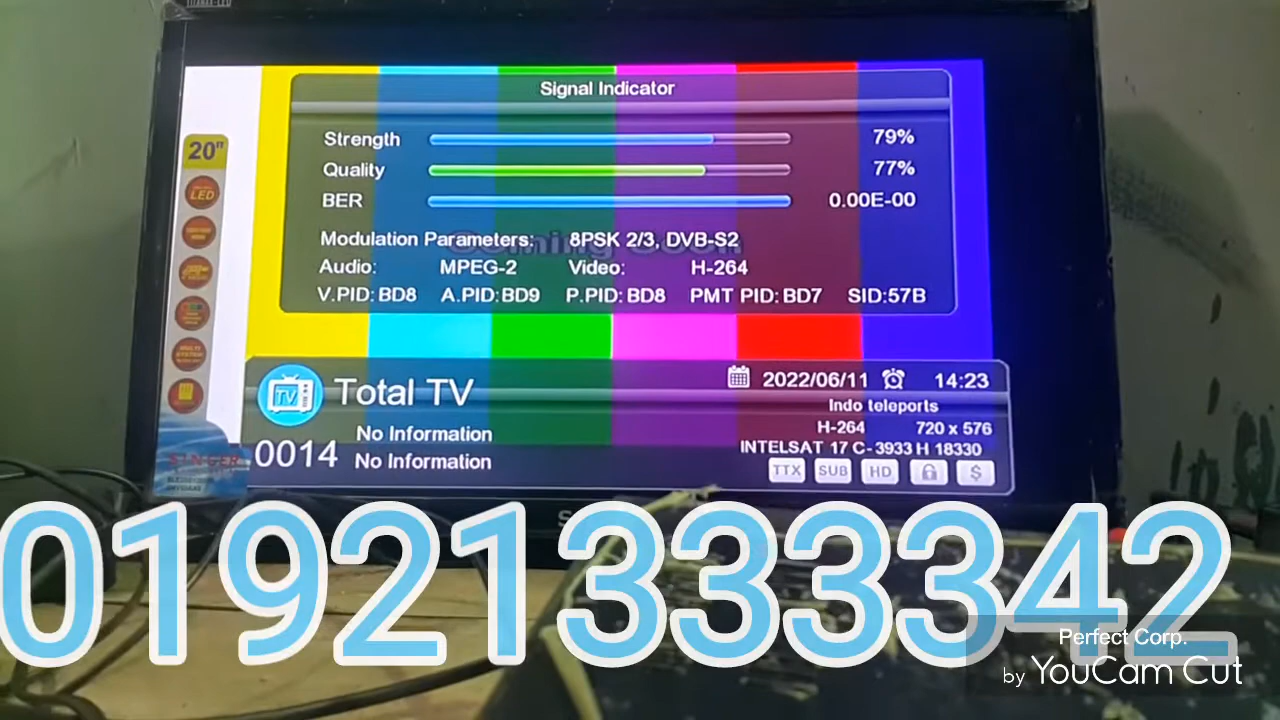 Signal Indicator
Strength 79%
Quality 77%
BER 0.00E-00
Modulation Parameters: 8PSK 2/3, DVB-S2
Audio: MPEG-2 Video: H-264
V.PID: BD8 A.PID:BD9 P.PID: BD8 PMT PID: BD7 SID:57B
20"
LED
Total TV
2022/06/11 14:23
Indo teleports
No Information
H-264 720 x 576
0014
No Information
INTELSAT 17 C-3933 H 18330
TTX SUB HD $
SINGER
01921333342
Perfect Corp.
by YouCam Cut